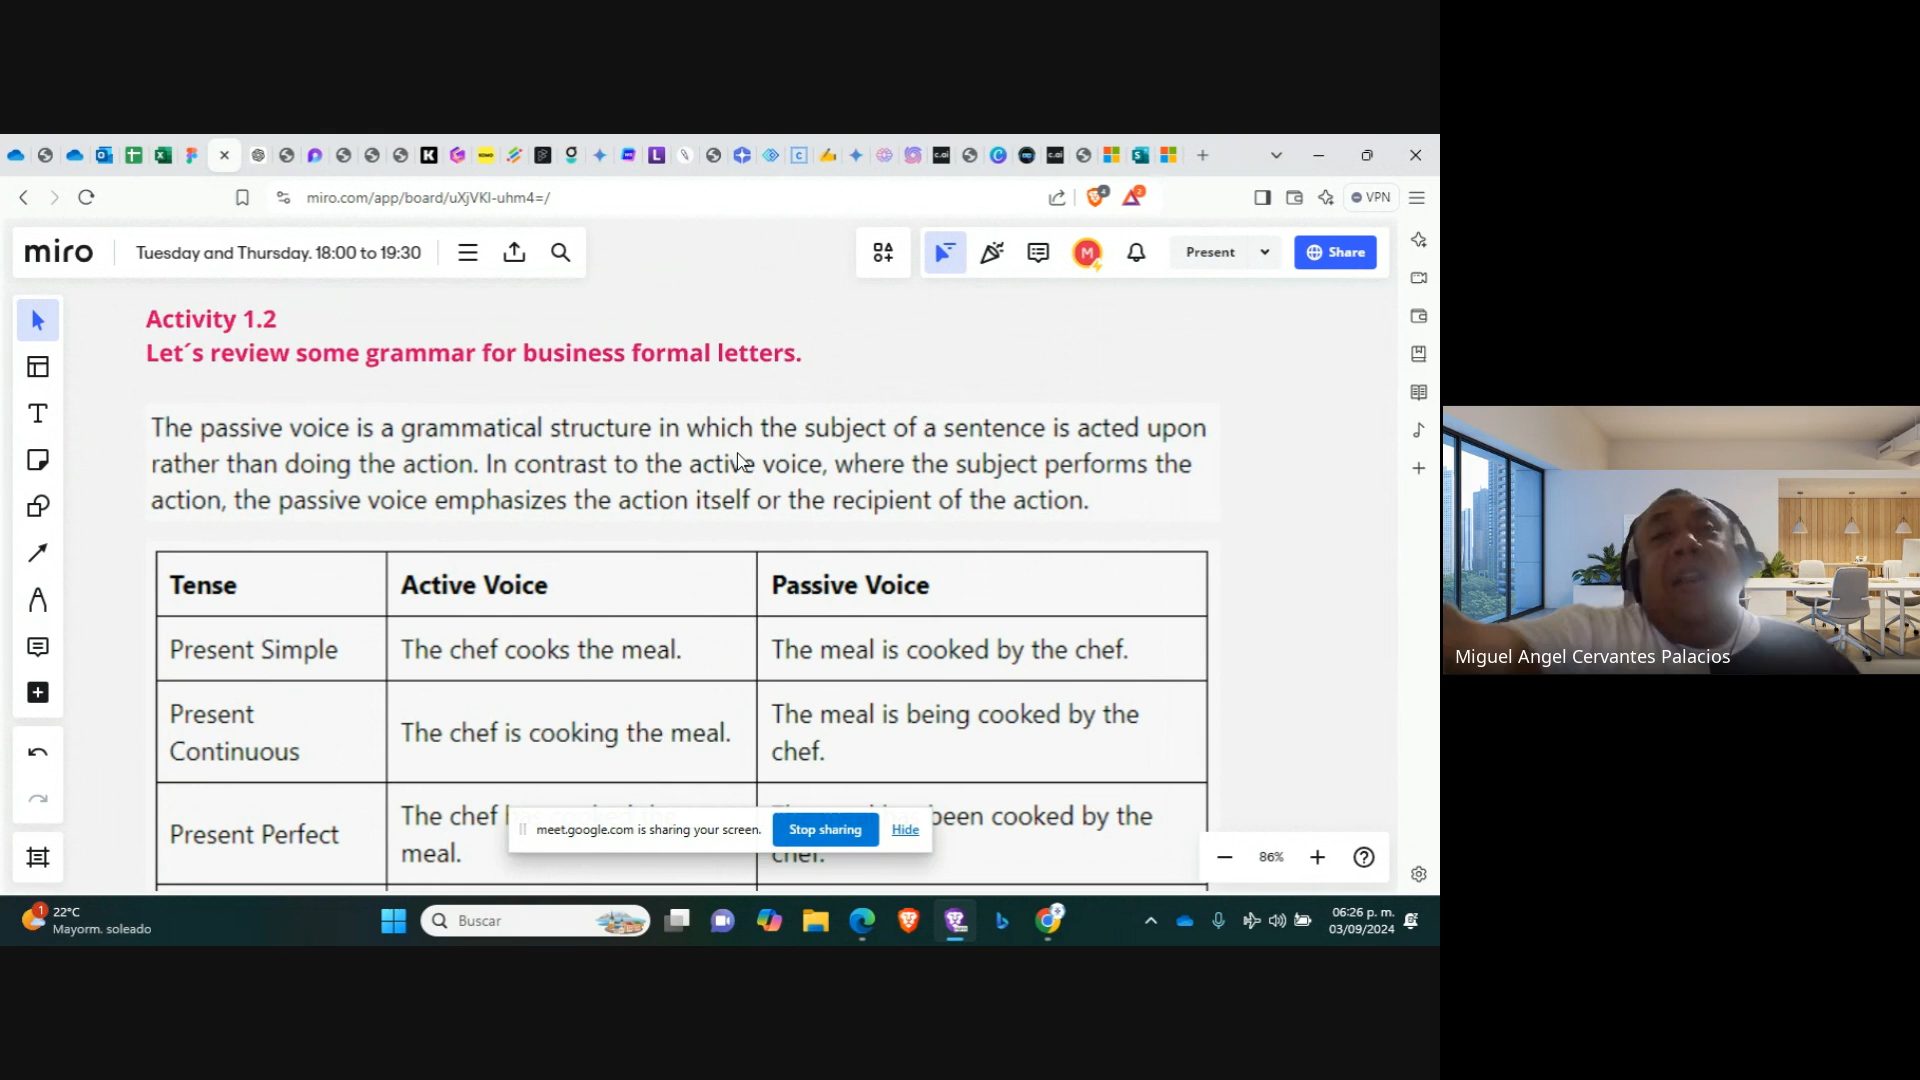 miro.com/app/board/uXjVKl-uhm4=/
VPN
miro
Tuesday and Thursday. 18:00 to 19:30
M
Present
Share
Activity 1.2
Let´s review some grammar for business formal letters.
The passive voice is a grammatical structure in which the subject of a sentence is acted upon
rather than doing the action. In contrast to the active voice, where the subject performs the
action, the passive voice emphasizes the action itself or the recipient of the action.
Tense Active Voice Passive Voice
Present Simple The chef cooks the meal. The meal is cooked by the chef.
Present
Continuous
The chef is cooking the meal.
The meal is being cooked by the
chef.
Present Perfect
The chef
meal.
been cooked by the
chef.
meet.google.com is sharing your screen. Stop sharing Hide
86%
22°C
Mayorm. soleado
Buscar
06:26 p. m.
03/09/2024
Miguel Angel Cervantes Palacios